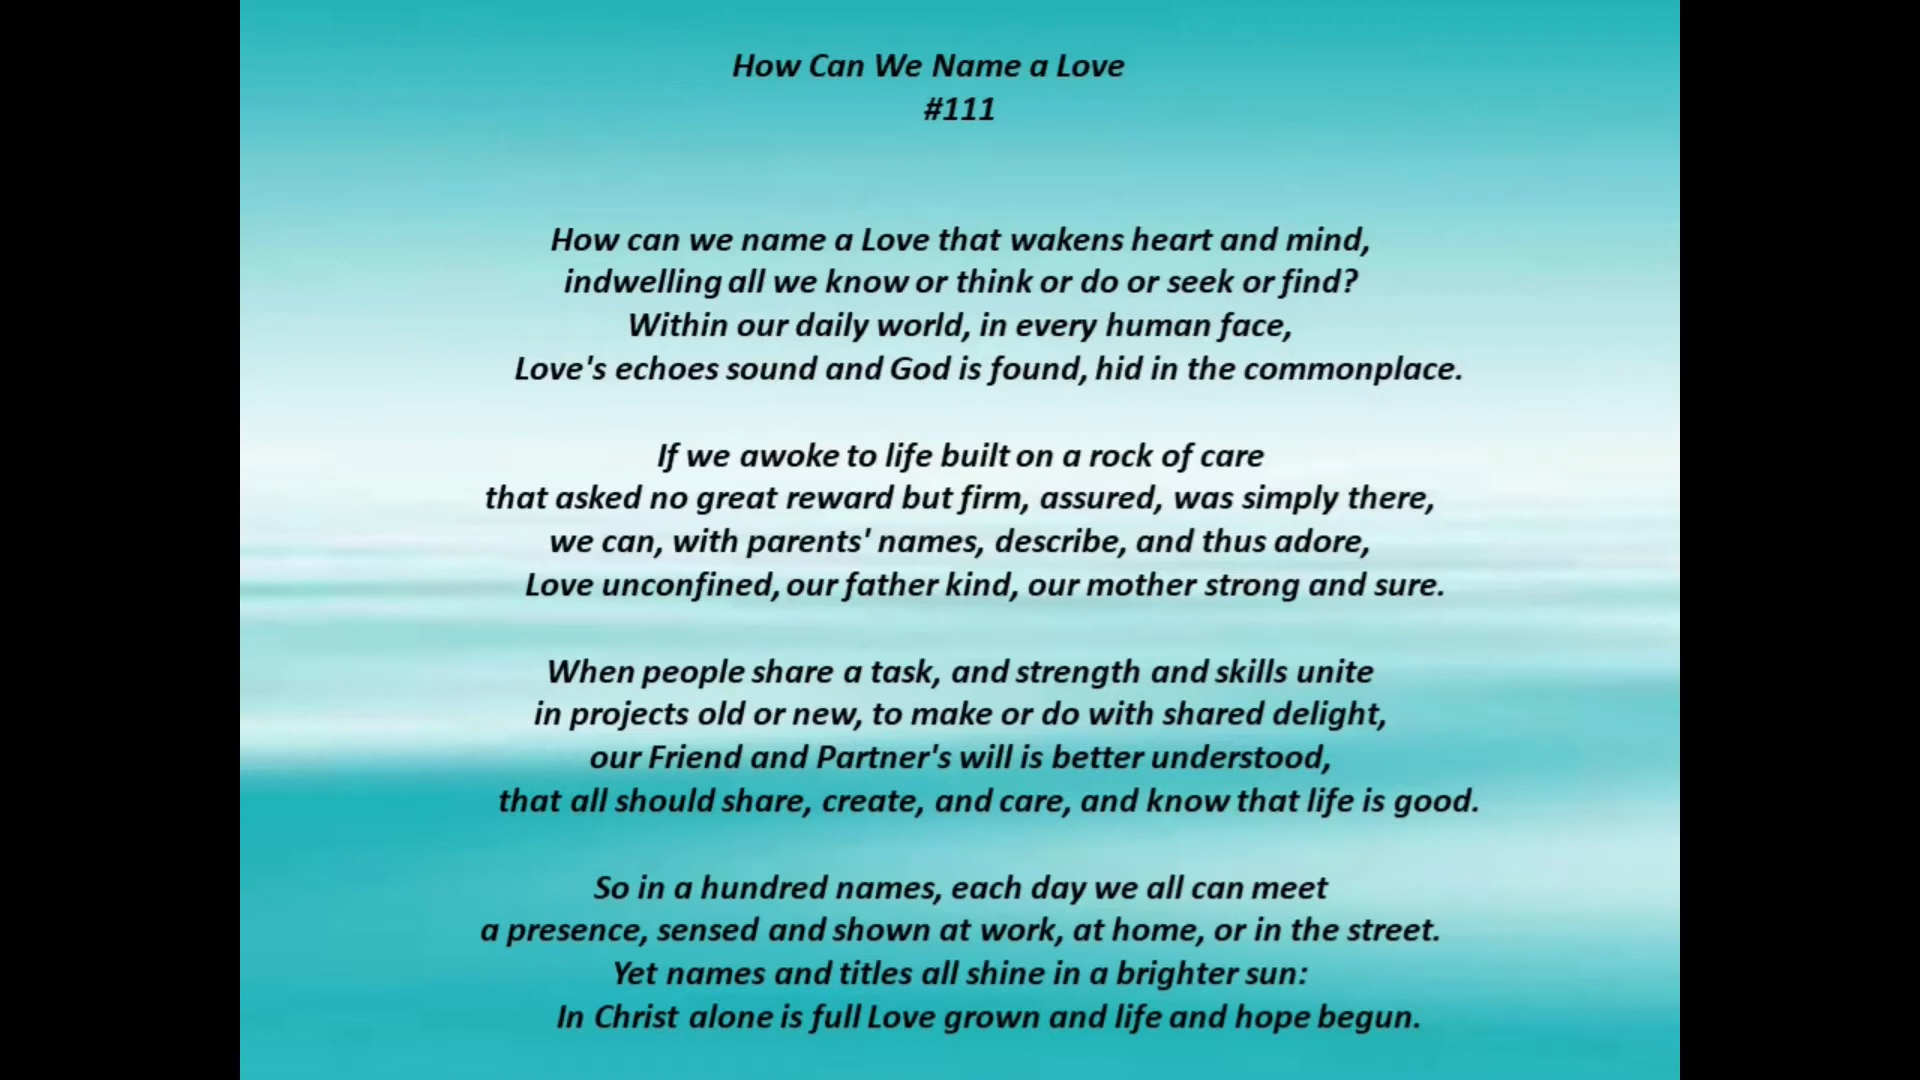 How Can We Name a Love
#111
How can we name a Love that wakens heart and mind,
indwelling all we know or think or do or seek or find?
Within our daily world, in every human face,
Love's echoes sound and God is found, hid in the commonplace.
If we awoke to life built on a rock of care
that asked no great reward but firm, assured, was simply there,
we can, with parents' names, describe, and thus adore,
Love unconfined, our father kind, our mother strong and sure.
When people share a task, and strength and skills unite
in projects old or new, to make or do with shared delight,
our Friend and Partner's will is better understood,
that all should share, create, and care, and know that life is good.
So in a hundred names, each day we all can meet
a presence, sensed and shown at work, at home, or in the street.
Yet names and titles all shine in a brighter sun:
In Christ alone is full Love grown and life and hope begun.